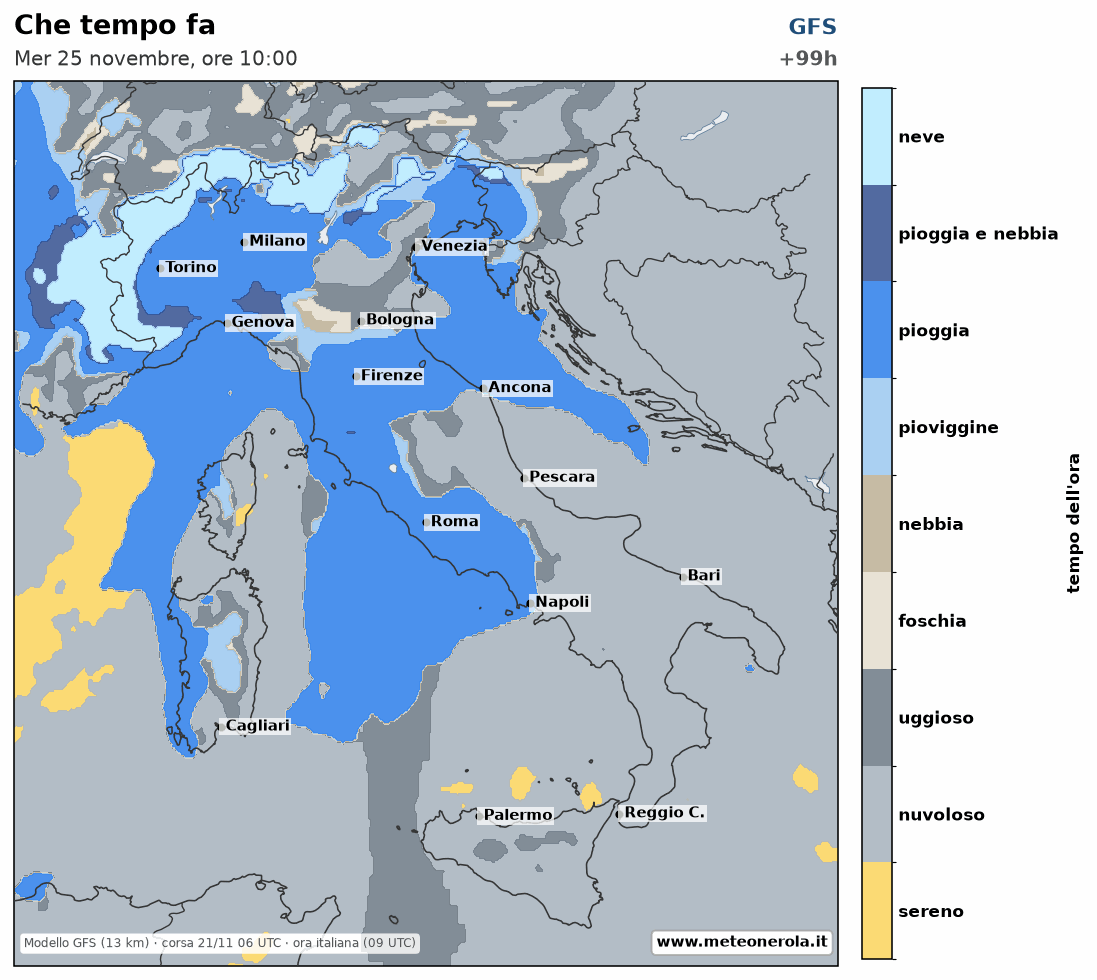 Che tempo fa
GFS
Mer 25 novembre, ore 10:00
+99h
neve
pioggia e nebbia
pioggia
pioviggine
nebbia
foschia
uggioso
nuvoloso
sereno
tempo dell'ora
Milano
Venezia
Torino
Genova
Bologna
Firenze
Ancona
Pescara
Roma
Bari
Napoli
Cagliari
Palermo
Reggio C.
Modello GFS (13 km) · corsa 21/11 06 UTC · ora italiana (09 UTC)
www.meteonerola.it